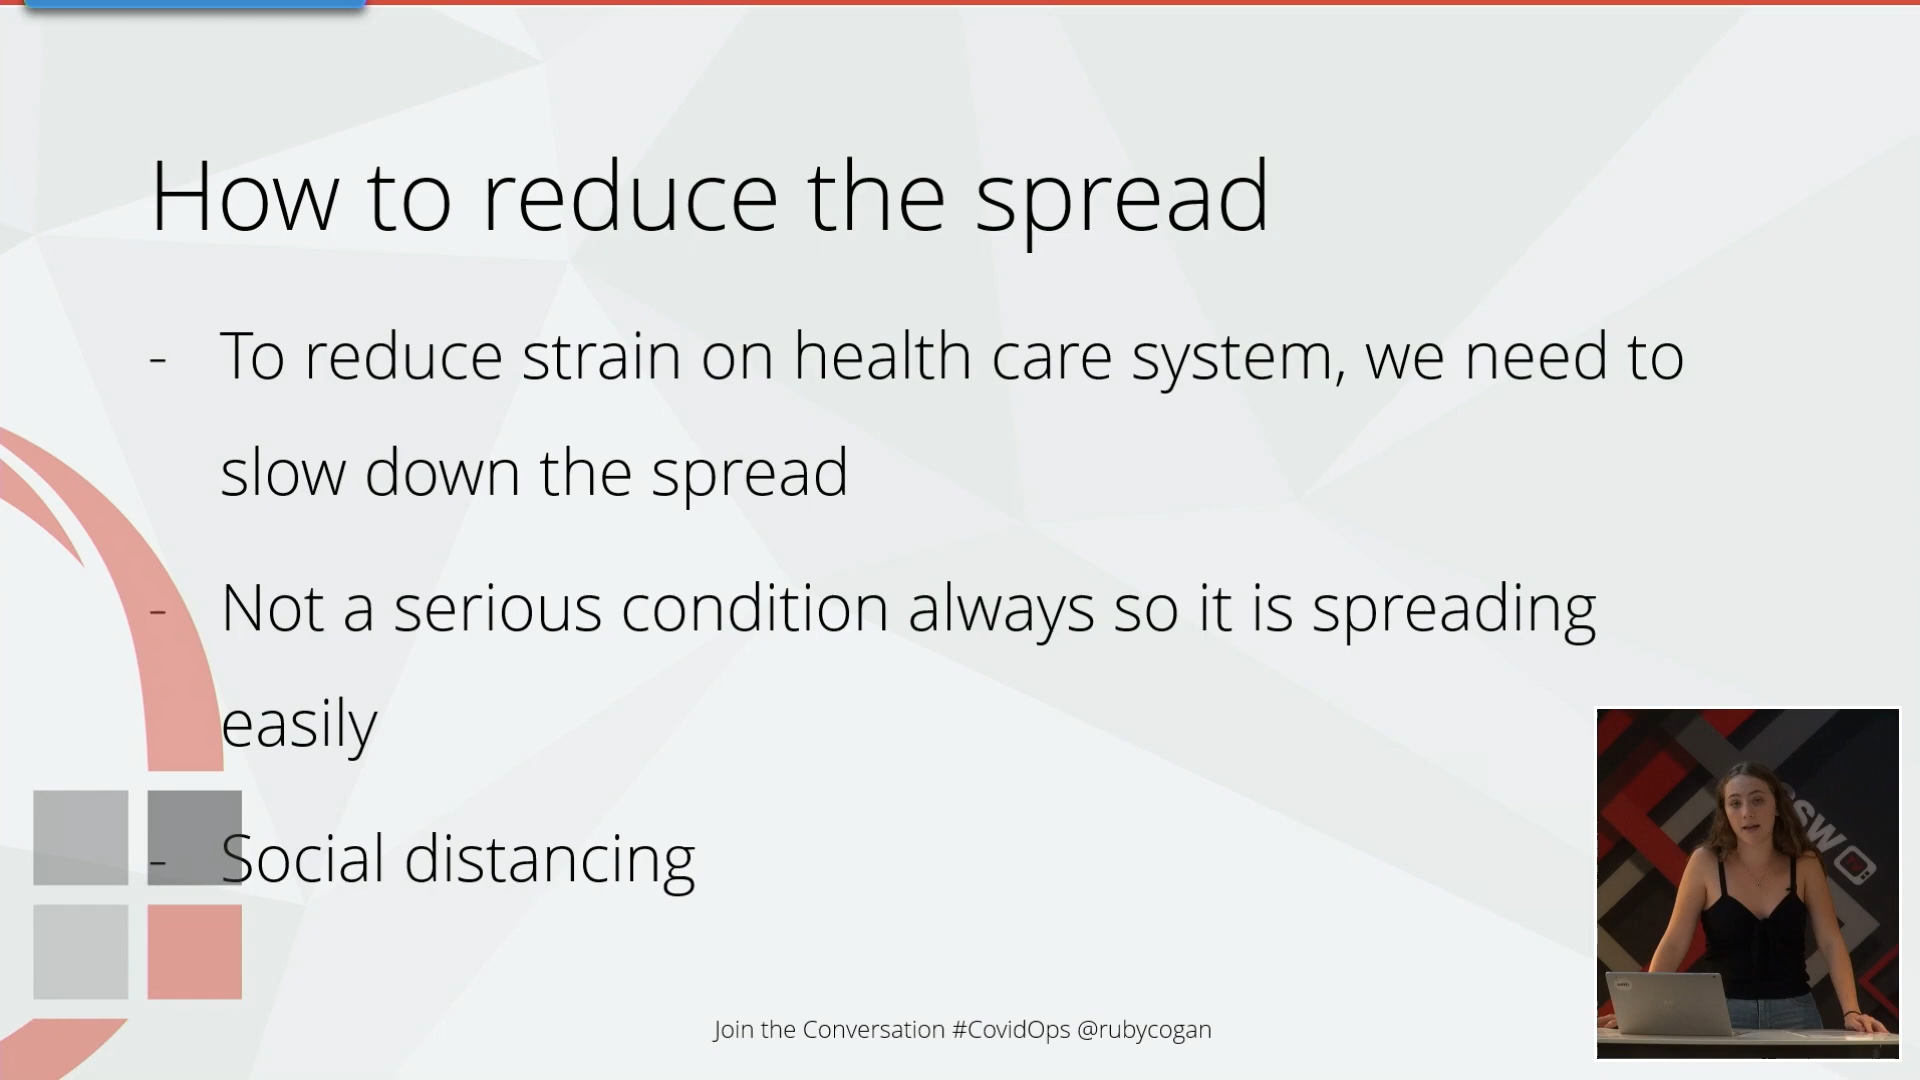 How to reduce the spread
- To reduce strain on health care system, we need to
slow down the spread
- Not a serious condition always so it is spreading
easily
- Social distancing
SSW
Join the Conversation #CovidOps @rubycogan